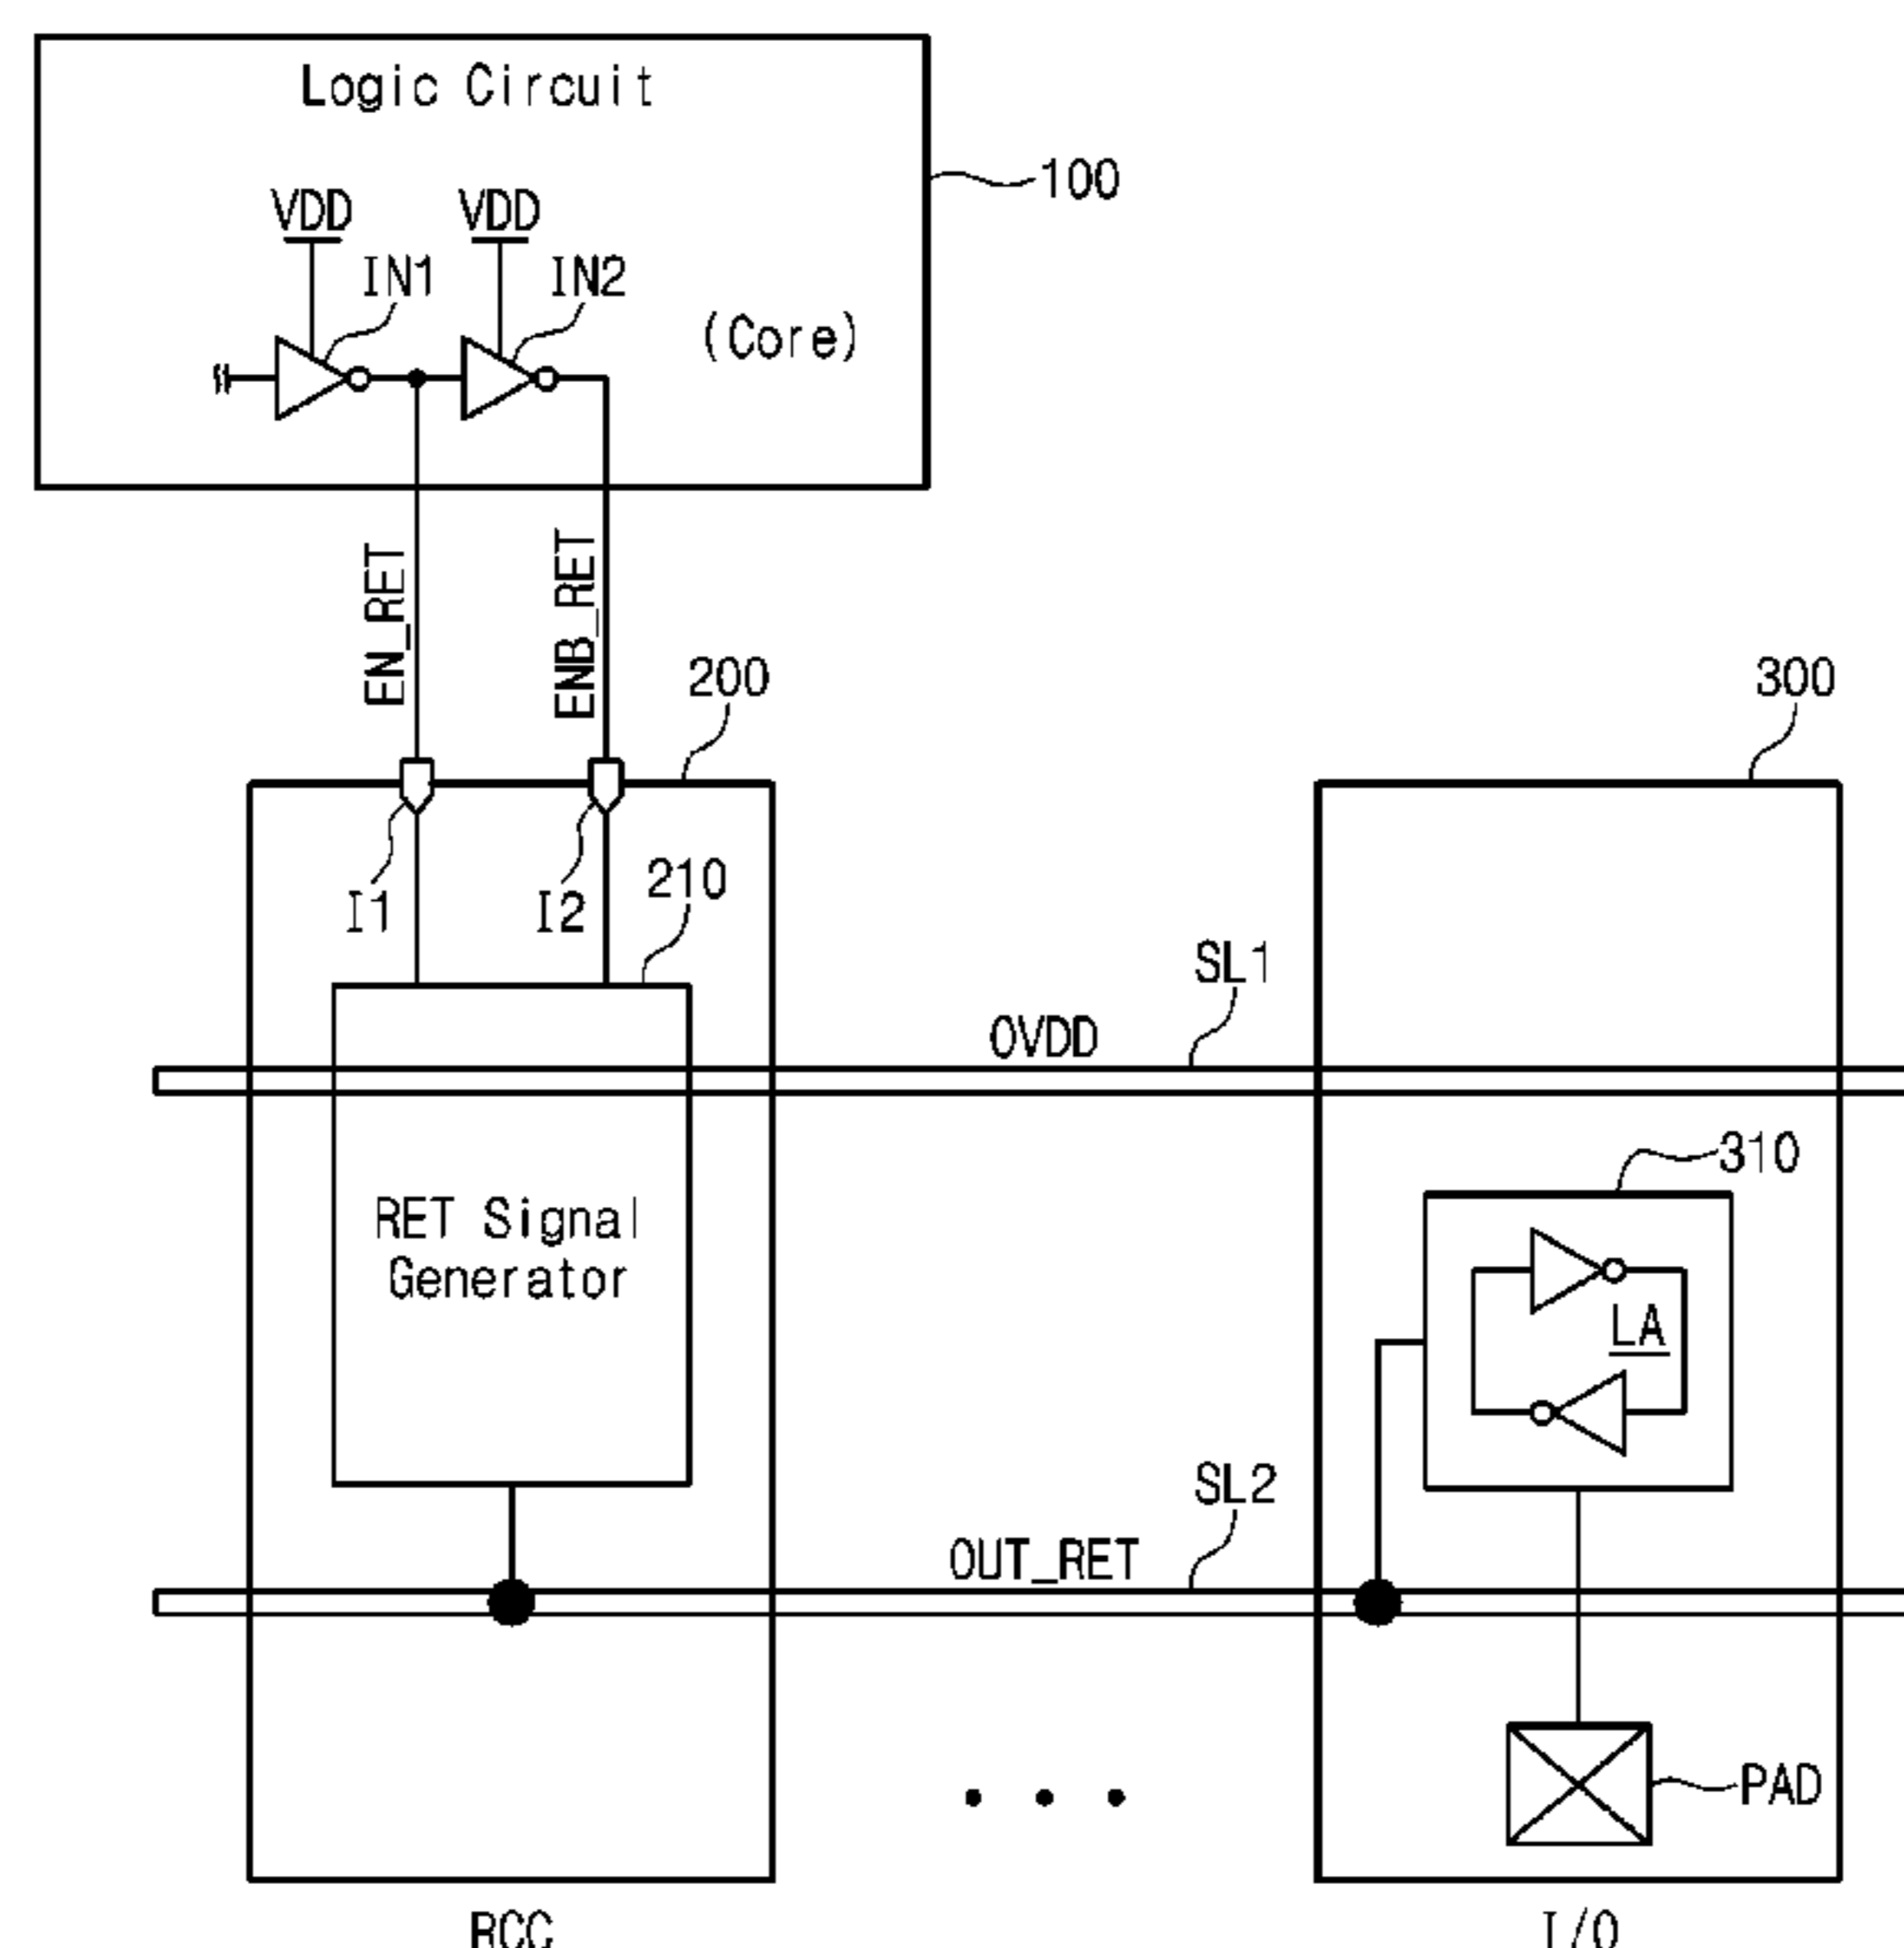 Logic Circuit
100
VDD
VDD
IN1
IN2
(Core)
EN_RET
ENB_RET
200
300
I1
I2
210
SL1
OVDD
310
RET Signal
Generator
LA
SL2
OUT_RET
PAD
RCC
I/O